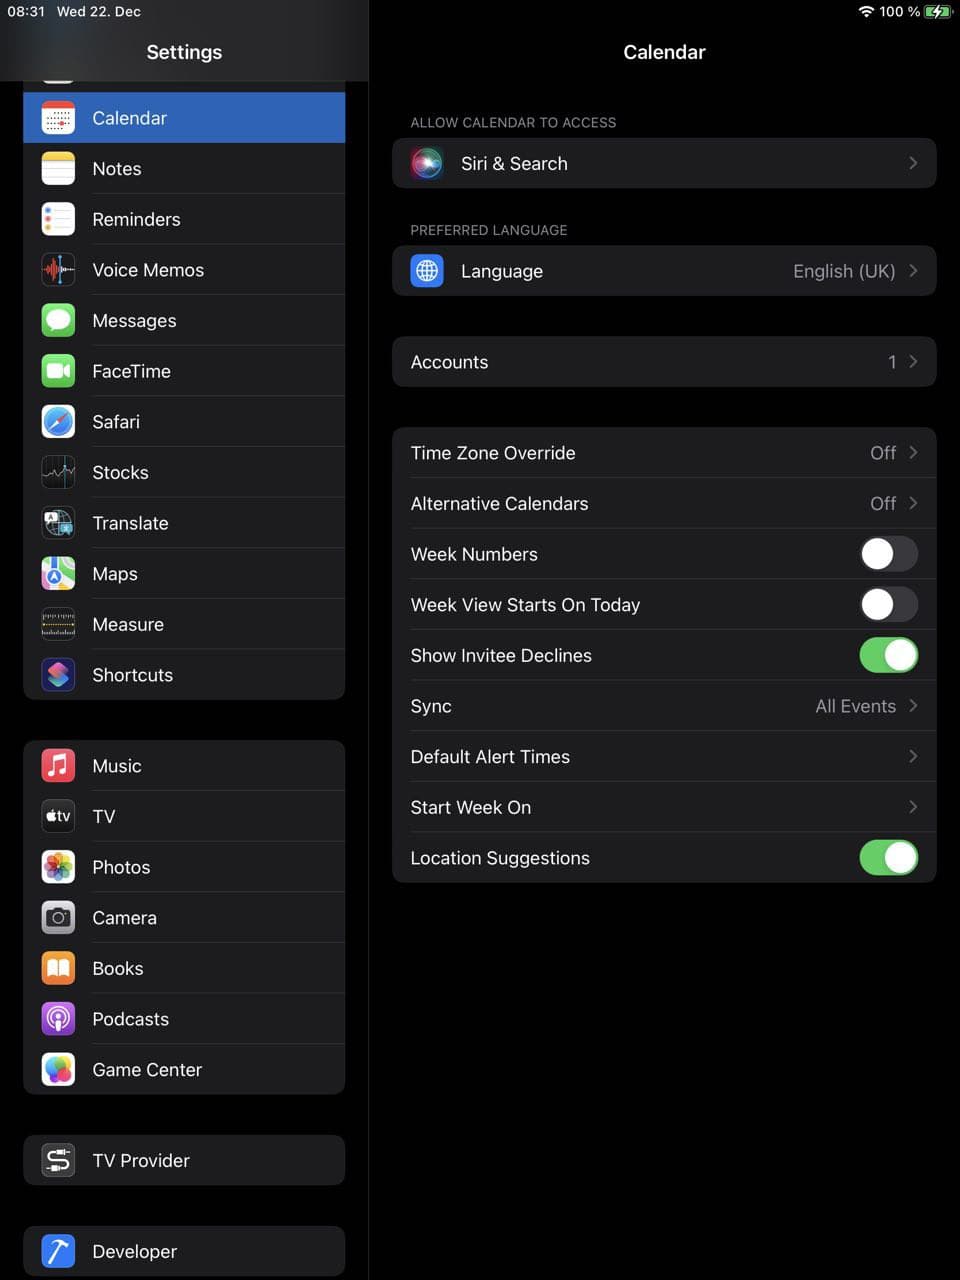 08:31 Wed 22. Dec
100 %
Settings
Calendar
Notes
Reminders
Voice Memos
Messages
FaceTime
Safari
Stocks
Translate
Maps
Measure
Shortcuts
Music
tv
TV
Photos
Camera
Books
Podcasts
Game Center
TV Provider
Developer
Calendar
ALLOW CALENDAR TO ACCESS
Siri & Search
PREFERRED LANGUAGE
Language English (UK)
Accounts 1
Time Zone Override Off
Alternative Calendars Off
Week Numbers
Week View Starts On Today
Show Invitee Declines
Sync All Events
Default Alert Times
Start Week On
Location Suggestions